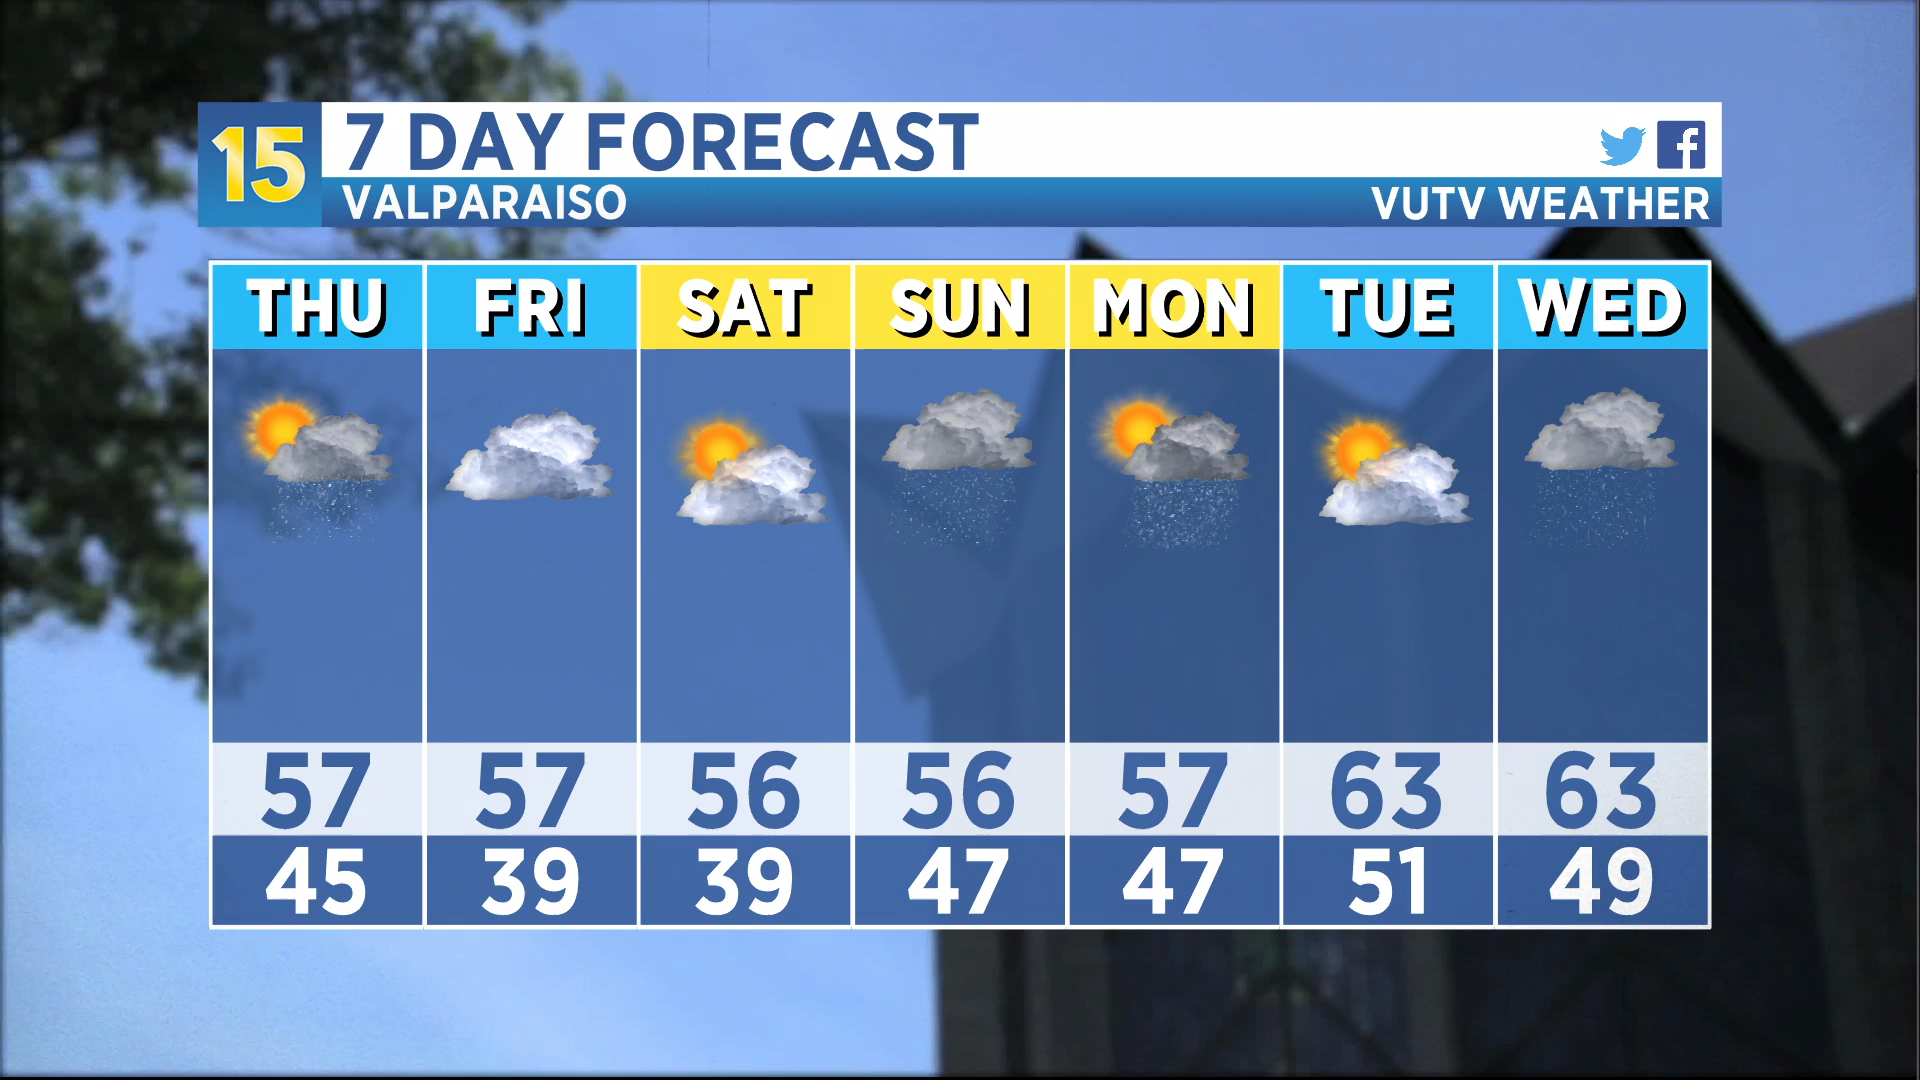 15
7 DAY FORECAST
VALPARAISO
VUTV WEATHER
THU FRI SAT SUN MON TUE WED
57 57 56 56 57 63 63
45 39 39 47 47 51 49